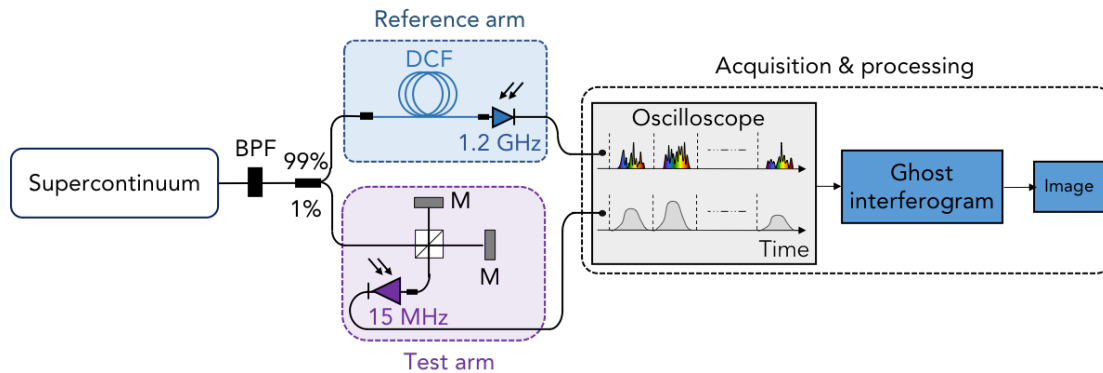 Reference arm
DCF
1.2 GHz
Supercontinuum
BPF
99%
1%
M
M
15 MHz
Test arm
Acquisition & processing
Oscilloscope
Time
Ghost
interferogram
Image